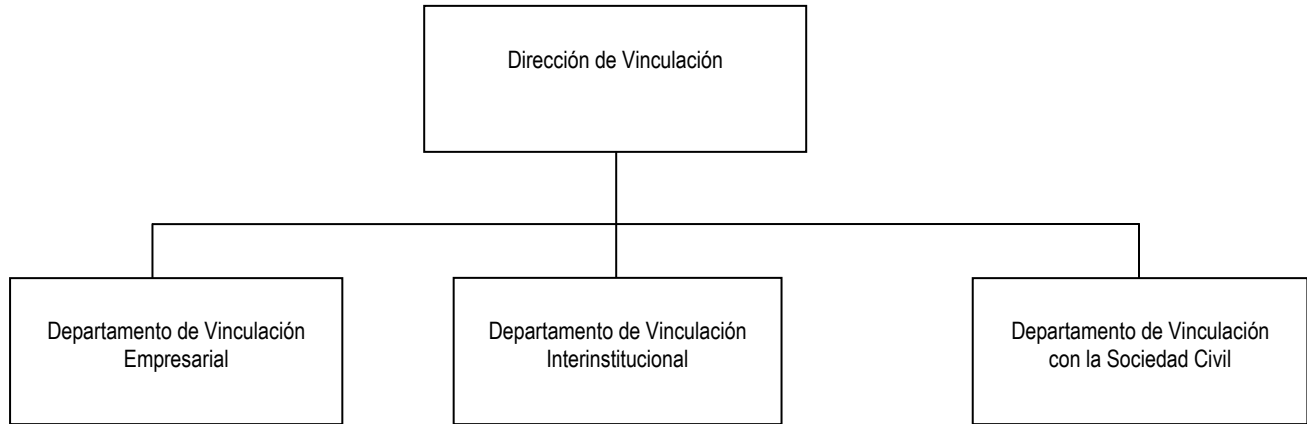 Dirección de Vinculación
Departamento de Vinculación
Empresarial
Departamento de Vinculación
Interinstitucional
Departamento de Vinculación
con la Sociedad Civil